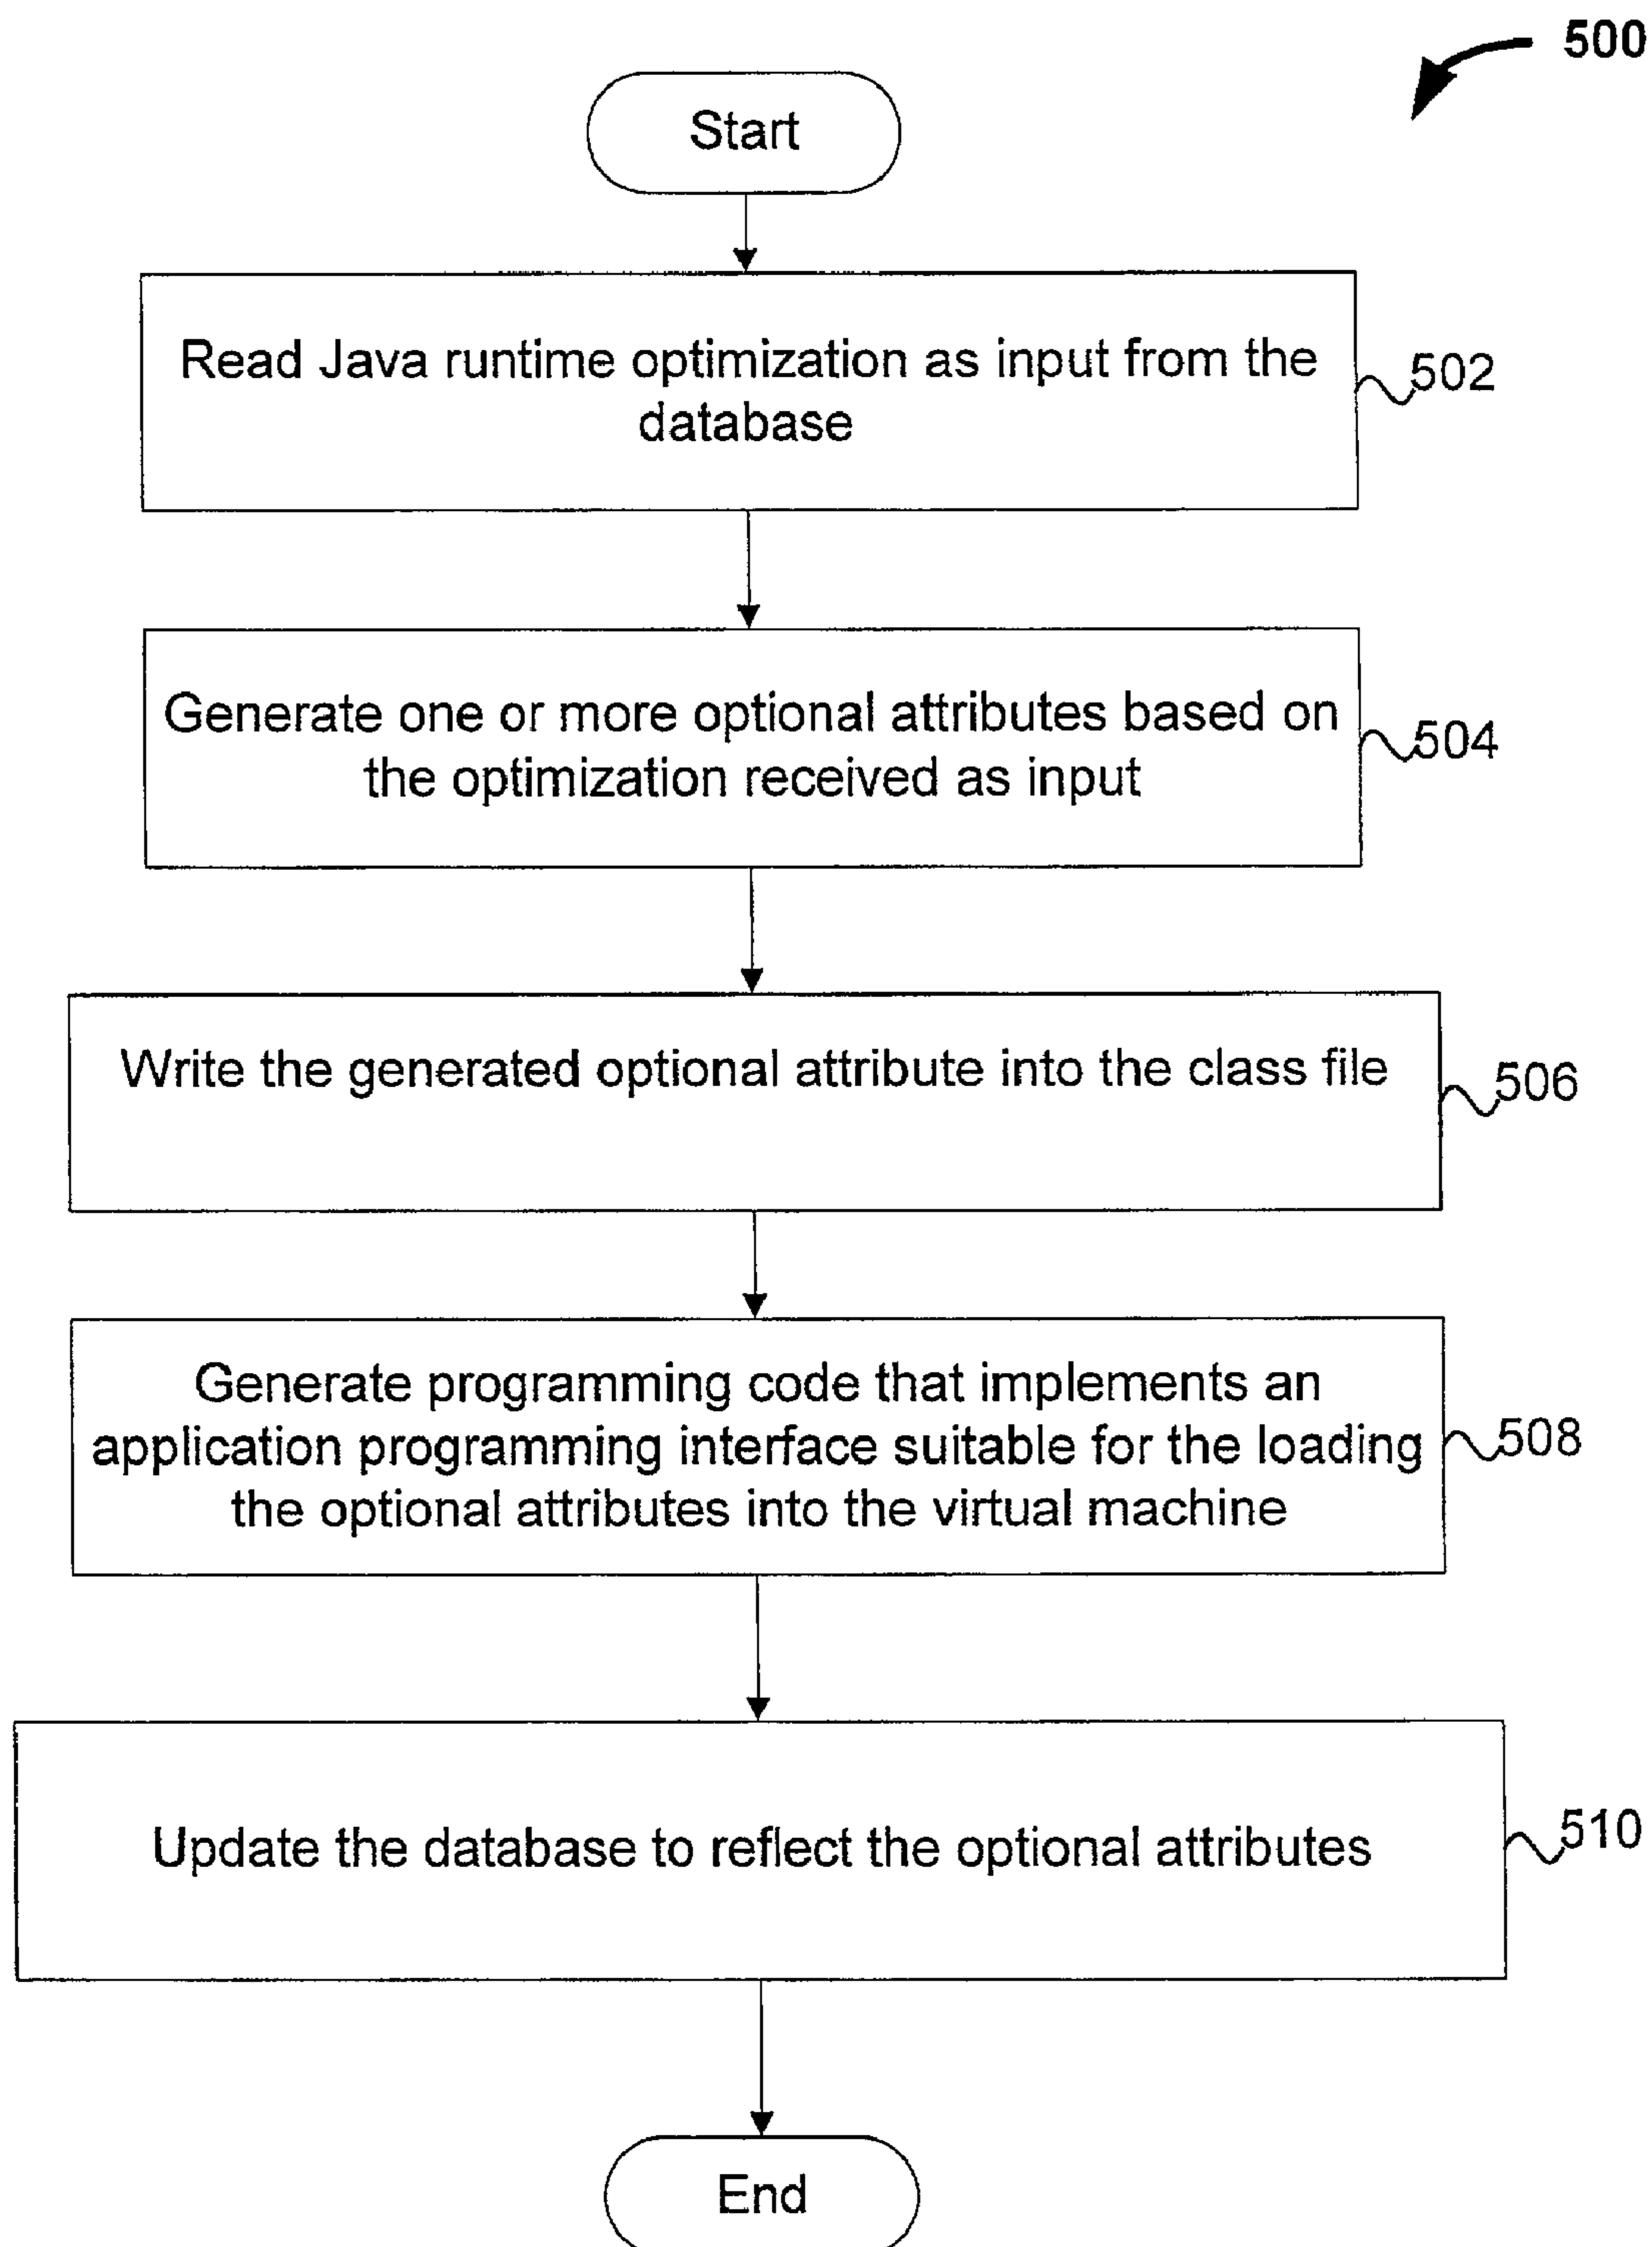 500
Start
Read Java runtime optimization as input from the
database
502
Generate one or more optional attributes based on
the optimization received as input
504
Write the generated optional attribute into the class file
506
Generate programming code that implements an
application programming interface suitable for the loading
the optional attributes into the virtual machine
508
Update the database to reflect the optional attributes
510
End